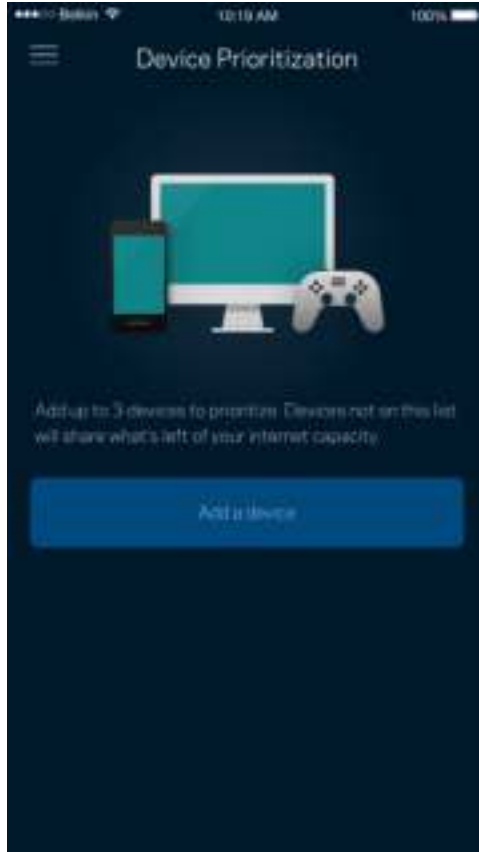 Belkin 10:19 AM 100%
Device Prioritization
Add up to 3 devices to prioritize. Devices not on this list
will share what's left of your internet capacity.
Add a device